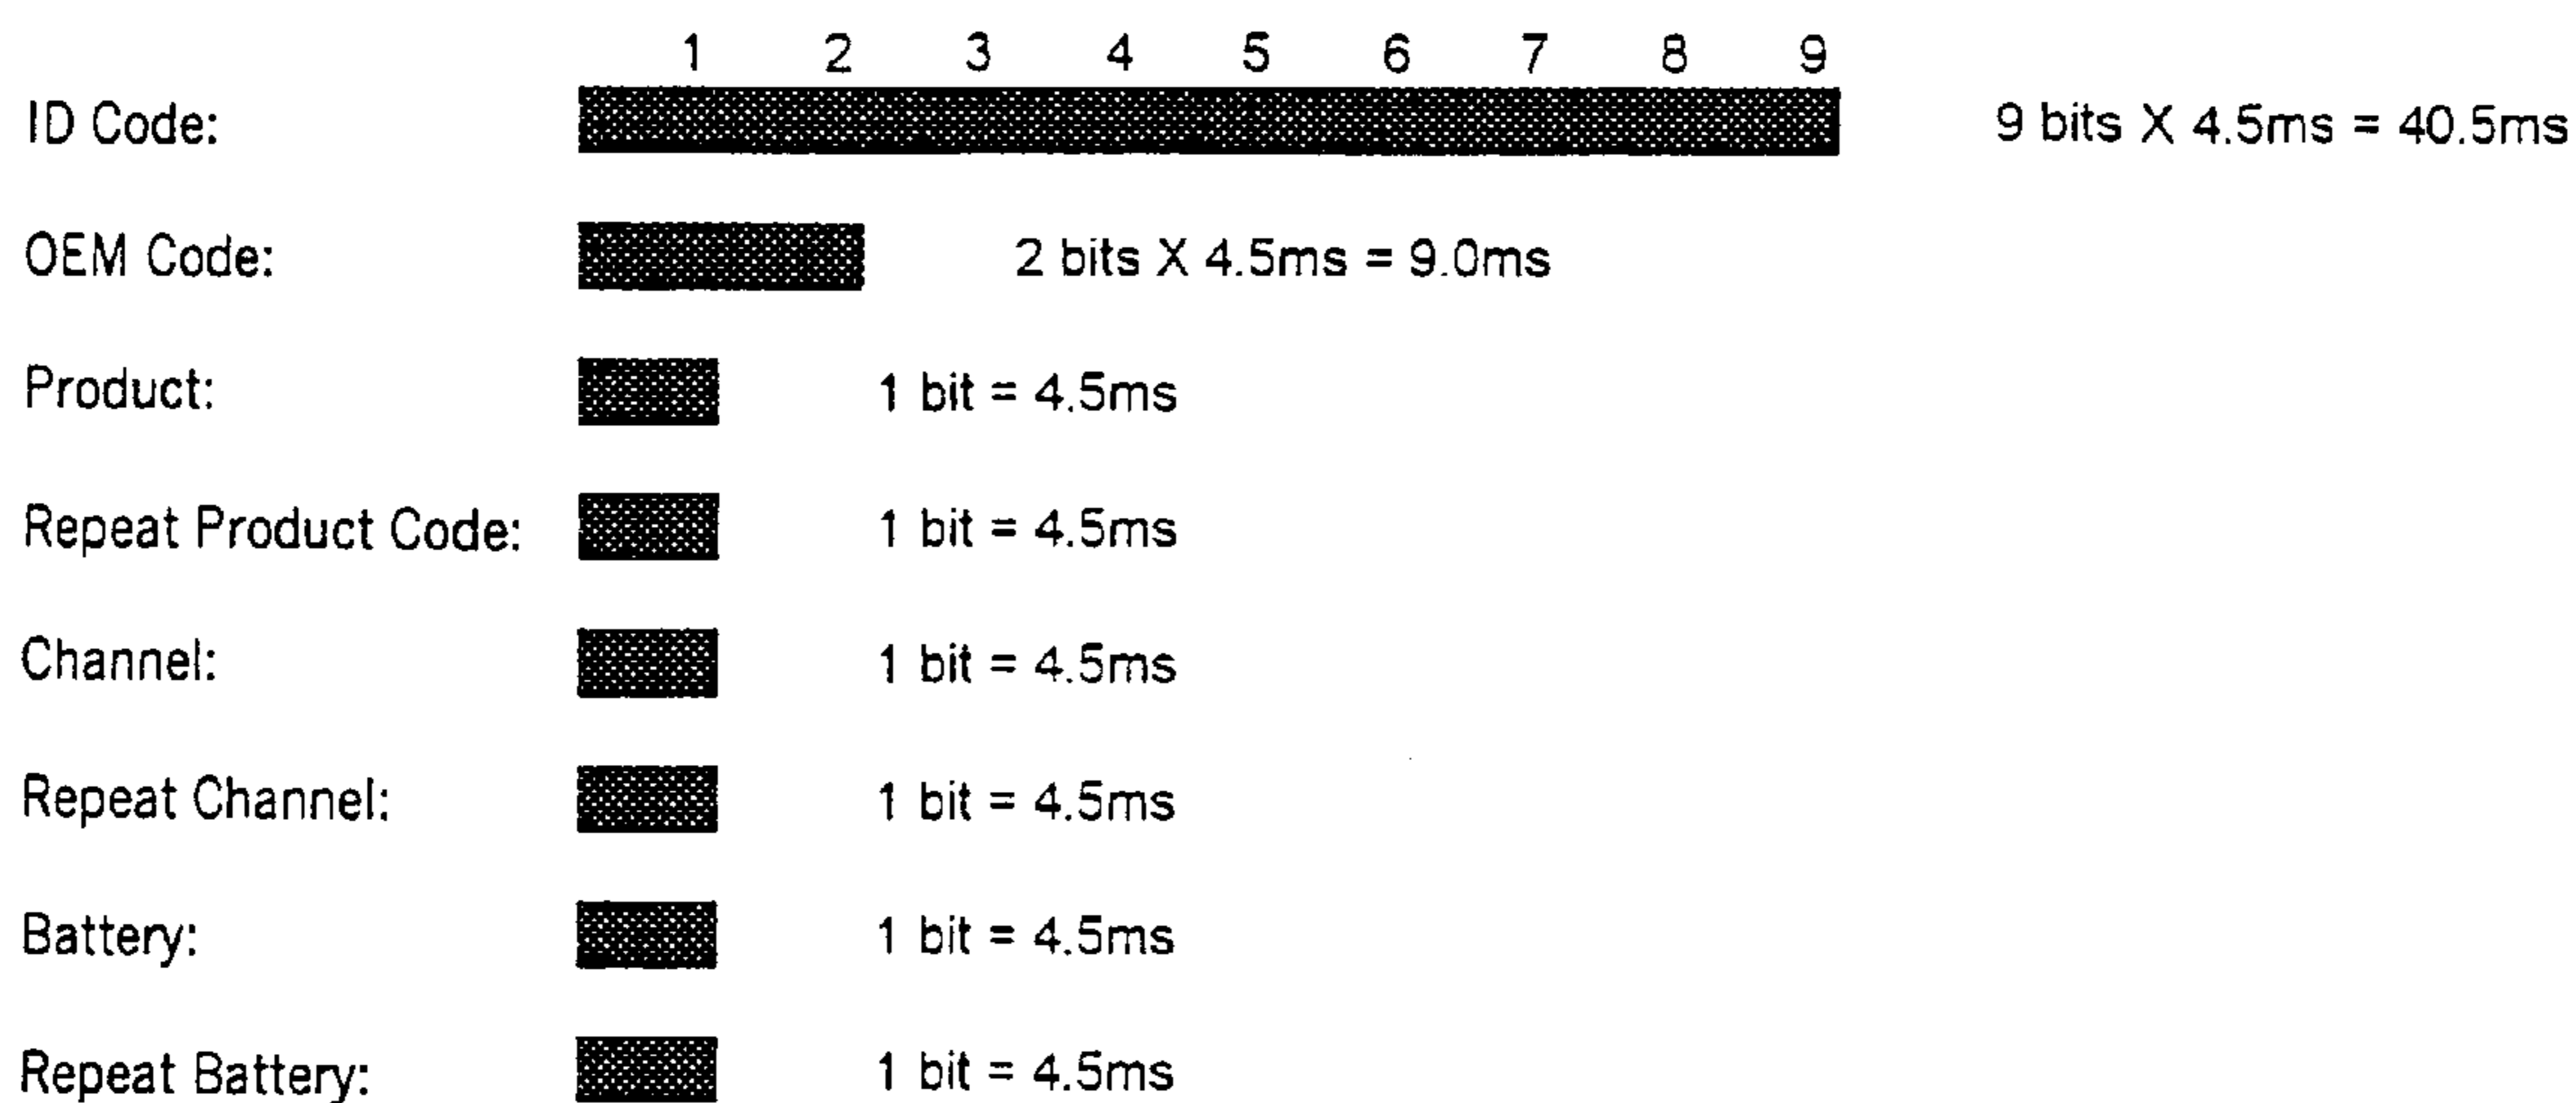 1 2 3 4 5 6 7 8 9
ID Code: 9 bits X 4.5ms = 40.5ms
OEM Code: 2 bits X 4.5ms = 9.0ms
Product: 1 bit = 4.5ms
Repeat Product Code: 1 bit = 4.5ms
Channel: 1 bit = 4.5ms
Repeat Channel: 1 bit = 4.5ms
Battery: 1 bit = 4.5ms
Repeat Battery: 1 bit = 4.5ms